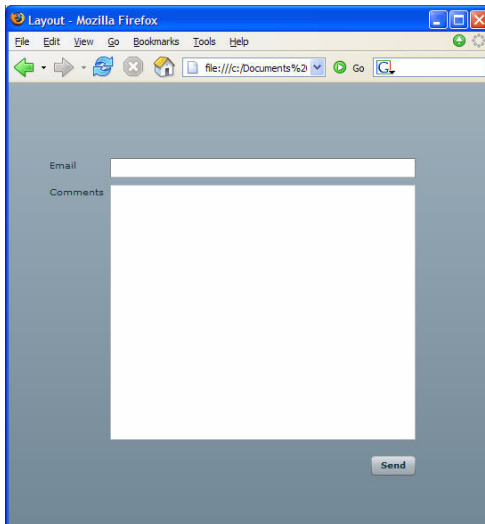 Layout - Mozilla Firefox
File Edit View Go Bookmarks Tools Help
file:///c:/Documents%20 Go G
Email
Comments
Send